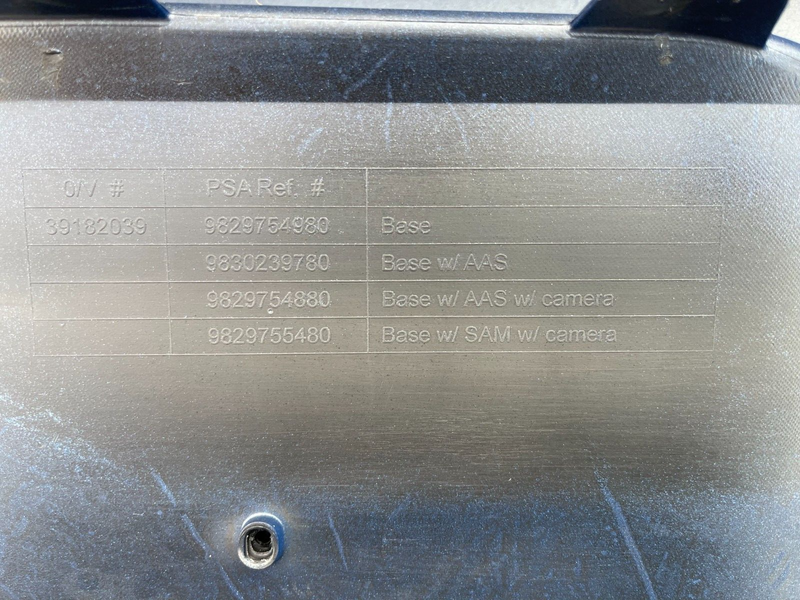 O/V # PSA Ref. #
39182039 9829754980 Base
9830239780 Base w/ AAS
9829754880 Base w/ AAS w/ camera
9829755480 Base w/ SAM w/ camera